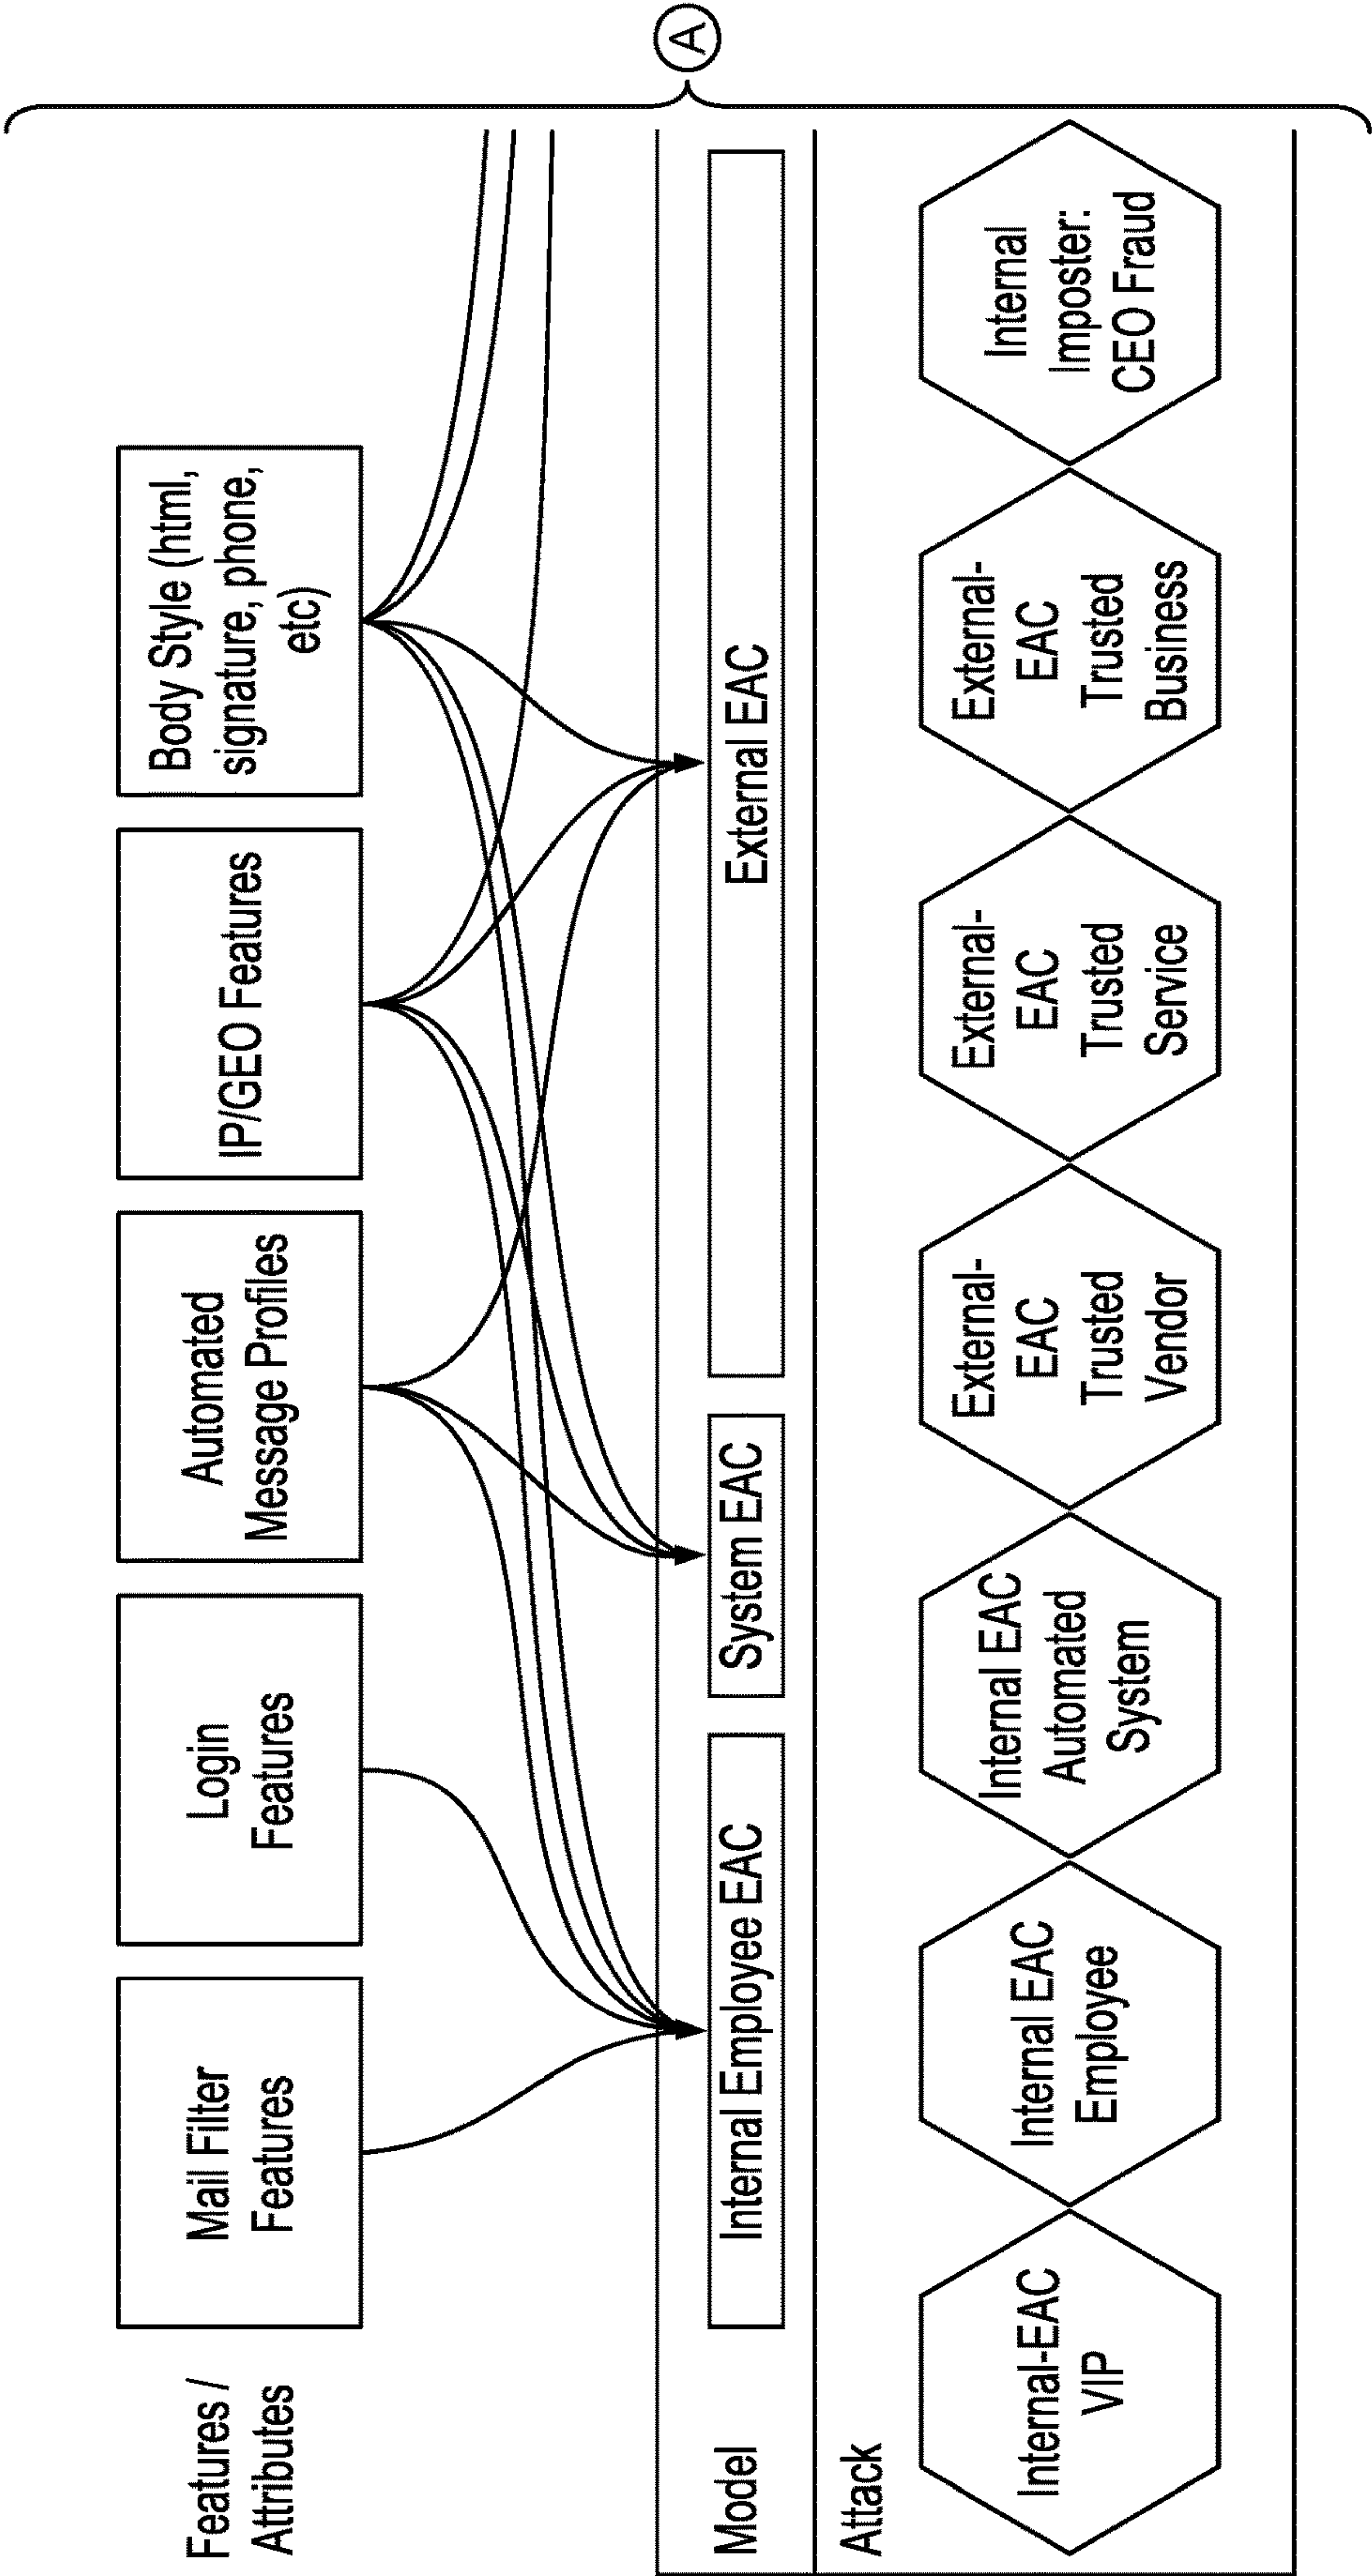 Features /
Attributes
Mail Filter
Features
Login
Features
Automated
Message Profiles
IP/GEO Features
Body Style (html,
signature, phone,
etc)
A
Model
Internal Employee EAC
System EAC
External EAC
Attack
Internal-EAC
VIP
Internal EAC
Employee
Internal EAC
Automated
System
External-
EAC
Trusted
Vendor
External-
EAC
Trusted
Service
External-
EAC
Trusted
Business
Internal
Imposter:
CEO Fraud